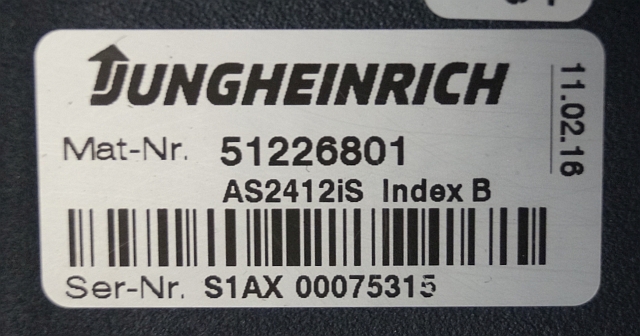 JUNGHEINRICH
11.02.16
Mat-Nr. 51226801
AS2412iS Index B
Ser-Nr. S1AX 00075315